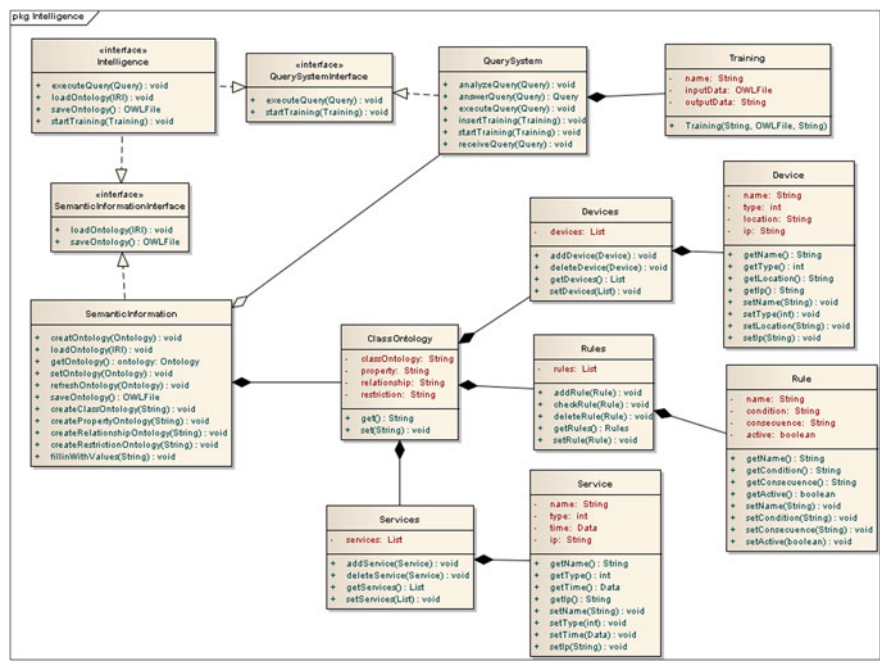 pkg Intelligence
«interface»
Intelligence
+ executeQuery(Query) : void
+ loadOntology(IRI) : void
+ saveOntology() : OWLFile
+ startTraining(Training) : void
«interface»
QuerySystemInterface
+ executeQuery(Query) : void
+ startTraining(Training) : void
QuerySystem
+ analyzeQuery(Query) : void
+ answerQuery(Query) : Query
+ executeQuery(Query) : void
+ insertTraining(Training) : void
+ startTraining(Training) : void
+ receiveQuery(Query) : void
Training
- name: String
- inputData: OWLFile
- outputData: String
+ Training(String, OWLFile, String)
«interface»
SemanticInformationInterface
+ loadOntology(IRI) : void
+ saveOntology() : OWLFile
Devices
- devices: List
+ addDevice(Device) : void
+ deleteDevice(Device) : void
+ getDevices() : List
+ setDevices(List) : void
Device
- name: String
- type: int
- location: String
- ip: String
+ getName() : String
+ getType() : int
+ getLocation() : String
+ getIp() : String
+ setName(String) : void
+ setType(int) : void
+ setLocation(String) : void
+ setIp(String) : void
SemanticInformation
+ creatOntology(Ontology) : void
+ loadOntology(IRI) : void
+ getOntology() : ontology: Ontology
+ setOntology(Ontology) : void
+ refreshOntology(Ontology) : void
+ saveOntology() : OWLFile
+ createClassOntology(String) : void
+ createPropertyOntology(String) : void
+ createRelationshipOntology(String) : void
+ createRestrictionOntology(String) : void
+ fillinWithValues(String) : void
ClassOntology
- classOntology: String
- property: String
- relationship: String
- restriction: String
+ get() : String
+ set(String) : void
Rules
- rules: List
+ addRule(Rule) : void
+ checkRule(Rule) : void
+ deleteRule(Rule) : void
+ getRules() : Rules
+ setRule(Rule) : void
Rule
- name: String
- condition: String
- consecuence: String
- active: boolean
+ getName() : String
+ getCondition() : String
+ getConsecuence() : String
+ getActive() : boolean
+ setName(String) : void
+ setCondition(String) : void
+ setConsecuence(String) : void
+ setActive(boolean) : void
Services
- services: List
+ addService(Service) : void
+ deleteService(Service) : void
+ getServices() : List
+ setServices(List) : void
Service
- name: String
- type: int
- time: Data
- ip: String
+ getName() : String
+ getType() : int
+ getTime() : Data
+ getIp() : String
+ setName(String) : void
+ setType(int) : void
+ setTime(Data) : void
+ setIp(String) : void